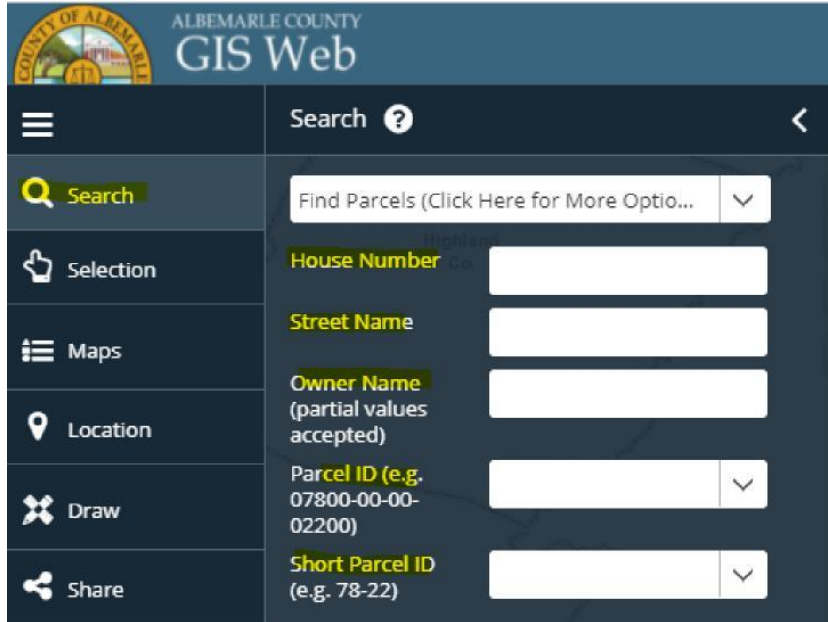 COUNTY OF ALBEMARLE
ALBEMARLE COUNTY
GIS Web
Search ?
Search
Selection
Maps
Location
Draw
Share
Find Parcels (Click Here for More Optio...
Highland
Co.
House Number
Street Name
Owner Name
(partial values
accepted)
Parcel ID (e.g.
07800-00-00-
02200)
Short Parcel ID
(e.g. 78-22)